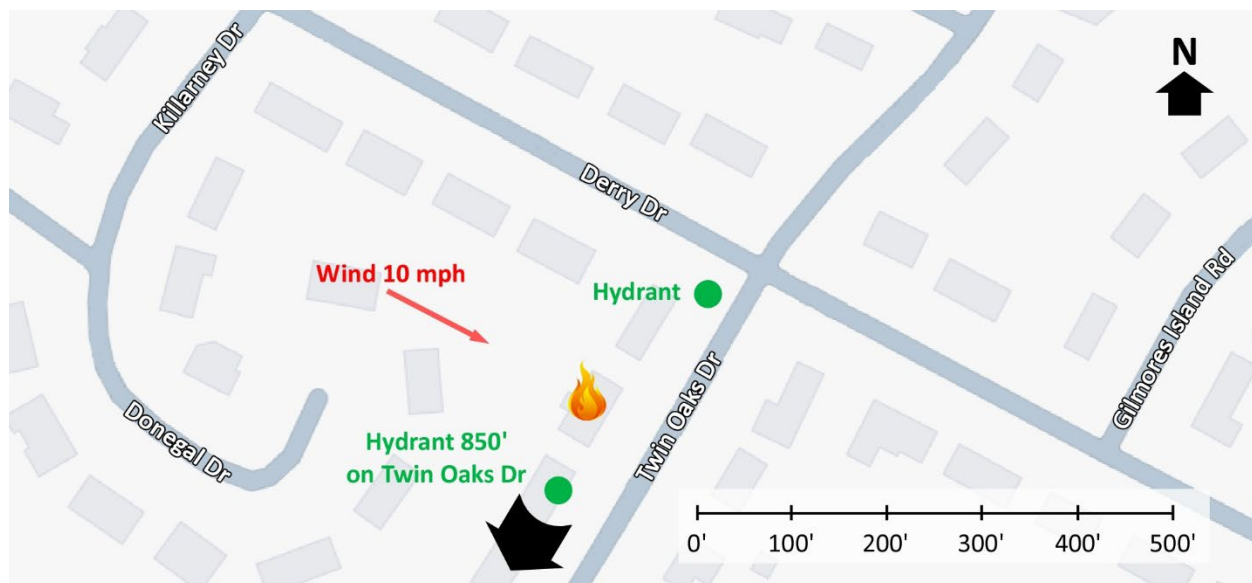 N
Killarney Dr
Derry Dr
Wind 10 mph
Hydrant
Gilmores Island Rd
Twin Oaks Dr
Donegal Dr
Hydrant 850'
on Twin Oaks Dr
0' 100' 200' 300' 400' 500'